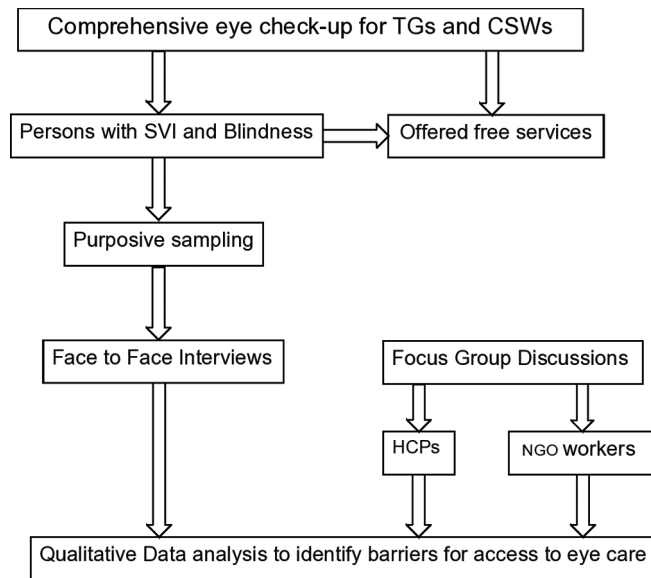 Comprehensive eye check-up for TGs and CSWs
Persons with SVI and Blindness
Offered free services
Purposive sampling
Face to Face Interviews
Focus Group Discussions
HCPs
NGO workers
Qualitative Data analysis to identify barriers for access to eye care